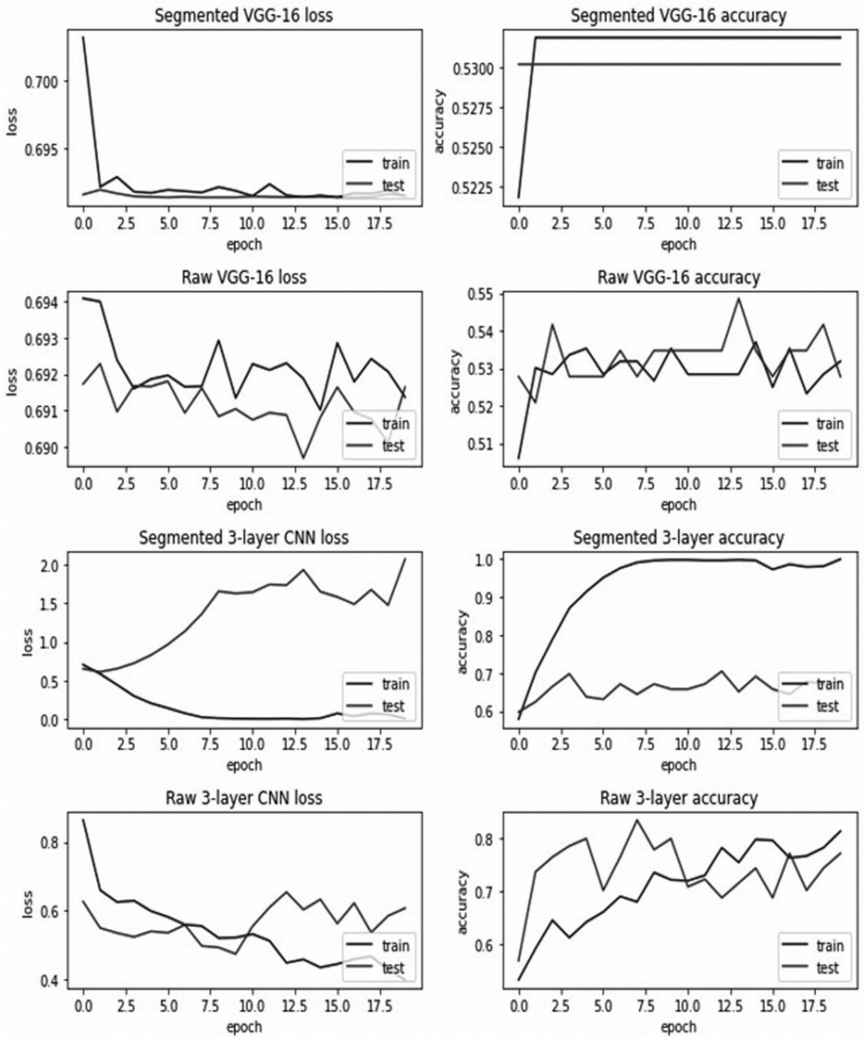 Segmented VGG-16 loss
0.700
0.695
loss
train
test
0.0 2.5 5.0 7.5 10.0 12.5 15.0 17.5
epoch
Segmented VGG-16 accuracy
0.5300
0.5275
0.5250
0.5225
accuracy
train
test
0.0 2.5 5.0 7.5 10.0 12.5 15.0 17.5
epoch
Raw VGG-16 loss
0.694
0.693
0.692
0.691
0.690
loss
train
test
0.0 2.5 5.0 7.5 10.0 12.5 15.0 17.5
epoch
Raw VGG-16 accuracy
0.55
0.54
0.53
0.52
0.51
accuracy
train
test
0.0 2.5 5.0 7.5 10.0 12.5 15.0 17.5
epoch
Segmented 3-layer CNN loss
2.0
1.5
1.0
0.5
0.0
loss
train
test
0.0 2.5 5.0 7.5 10.0 12.5 15.0 17.5
epoch
Segmented 3-layer accuracy
1.0
0.9
0.8
0.7
0.6
accuracy
train
test
0.0 2.5 5.0 7.5 10.0 12.5 15.0 17.5
epoch
Raw 3-layer CNN loss
0.8
0.6
0.4
loss
train
test
0.0 2.5 5.0 7.5 10.0 12.5 15.0 17.5
epoch
Raw 3-layer accuracy
0.8
0.7
0.6
accuracy
train
test
0.0 2.5 5.0 7.5 10.0 12.5 15.0 17.5
epoch